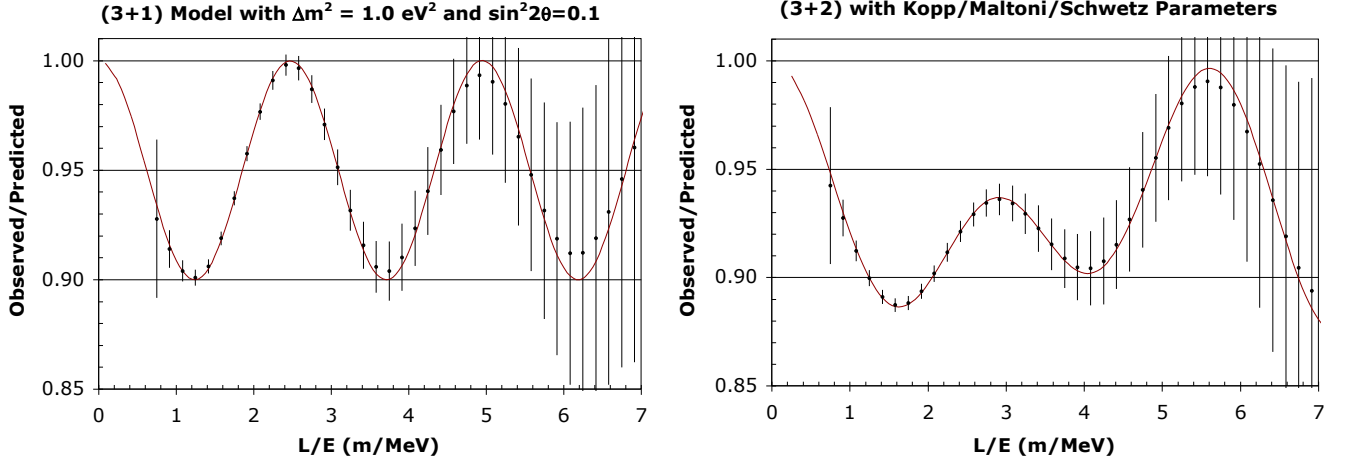 (3+1) Model with Δm² = 1.0 eV² and sin²2θ=0.1
Observed/Predicted
1.00
0.95
0.90
0.85
0 1 2 3 4 5 6 7
L/E (m/MeV)
(3+2) with Kopp/Maltoni/Schwetz Parameters
Observed/Predicted
1.00
0.95
0.90
0.85
0 1 2 3 4 5 6 7
L/E (m/MeV)